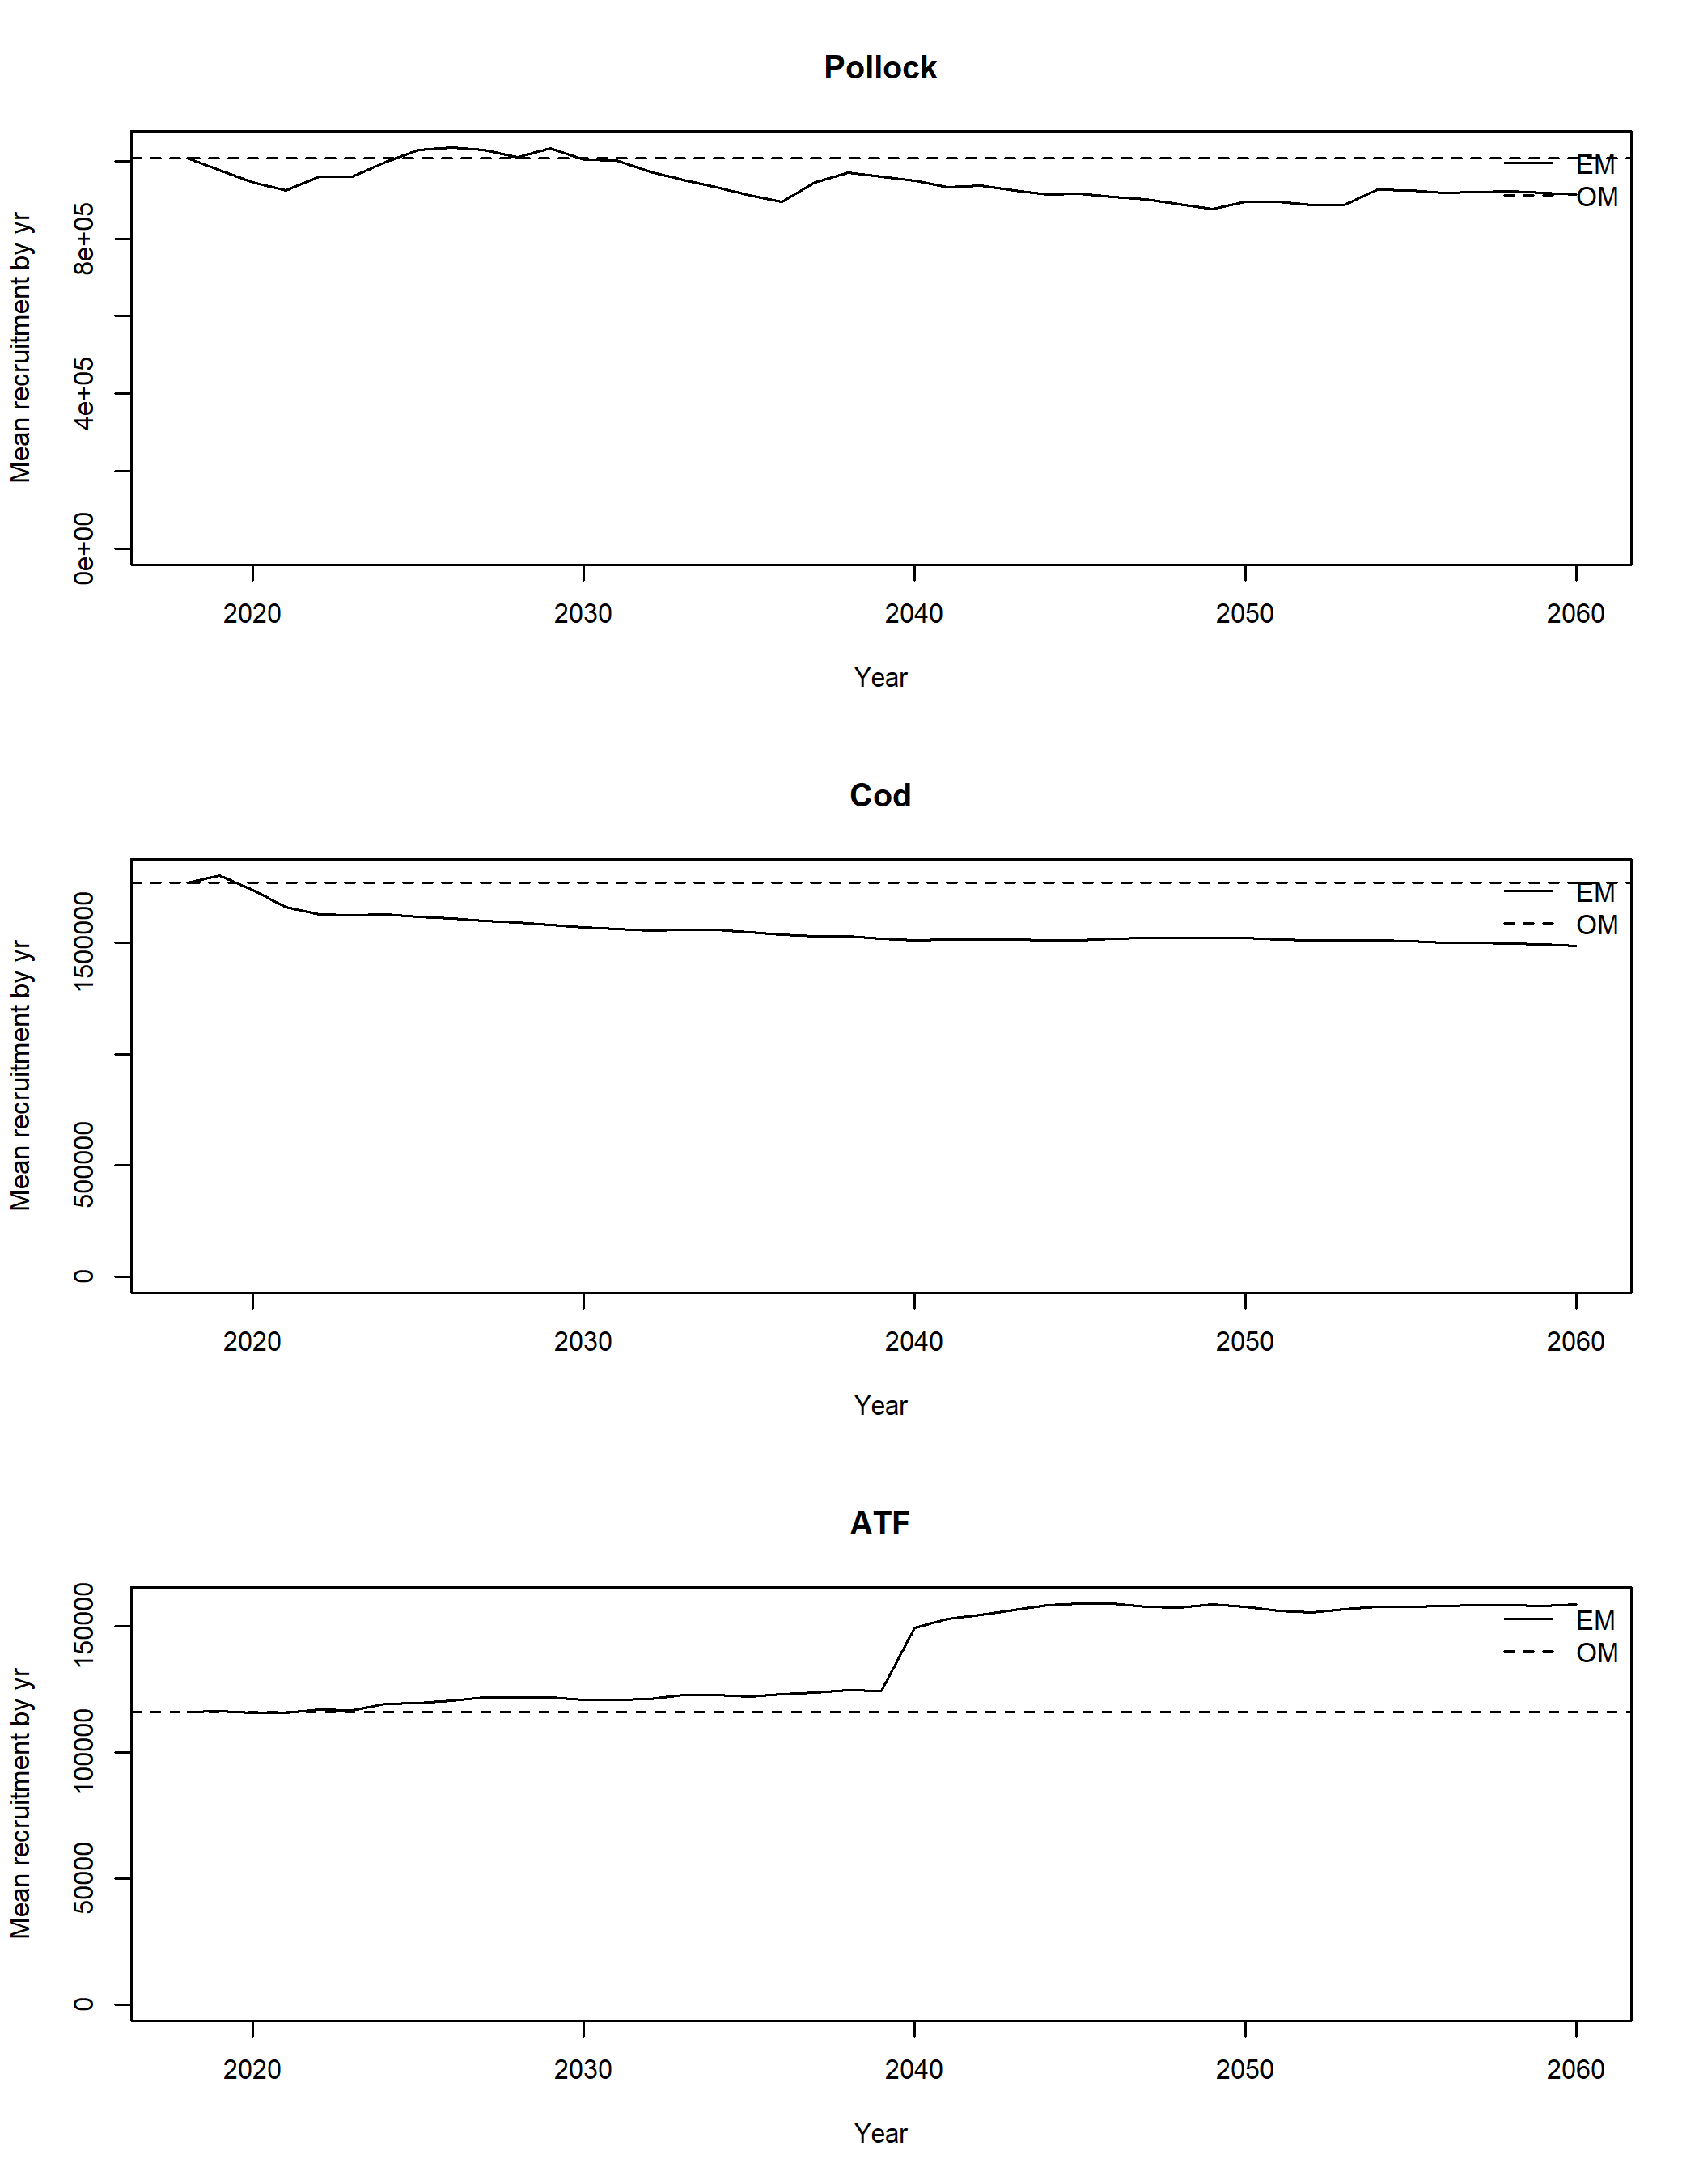 Pollock
Mean recruitment by yr
8e+05
4e+05
0e+00
EM
OM
2020 2030 2040 2050 2060
Year
Cod
Mean recruitment by yr
1500000
500000
0
EM
OM
2020 2030 2040 2050 2060
Year
ATF
Mean recruitment by yr
150000
100000
50000
0
EM
OM
2020 2030 2040 2050 2060
Year